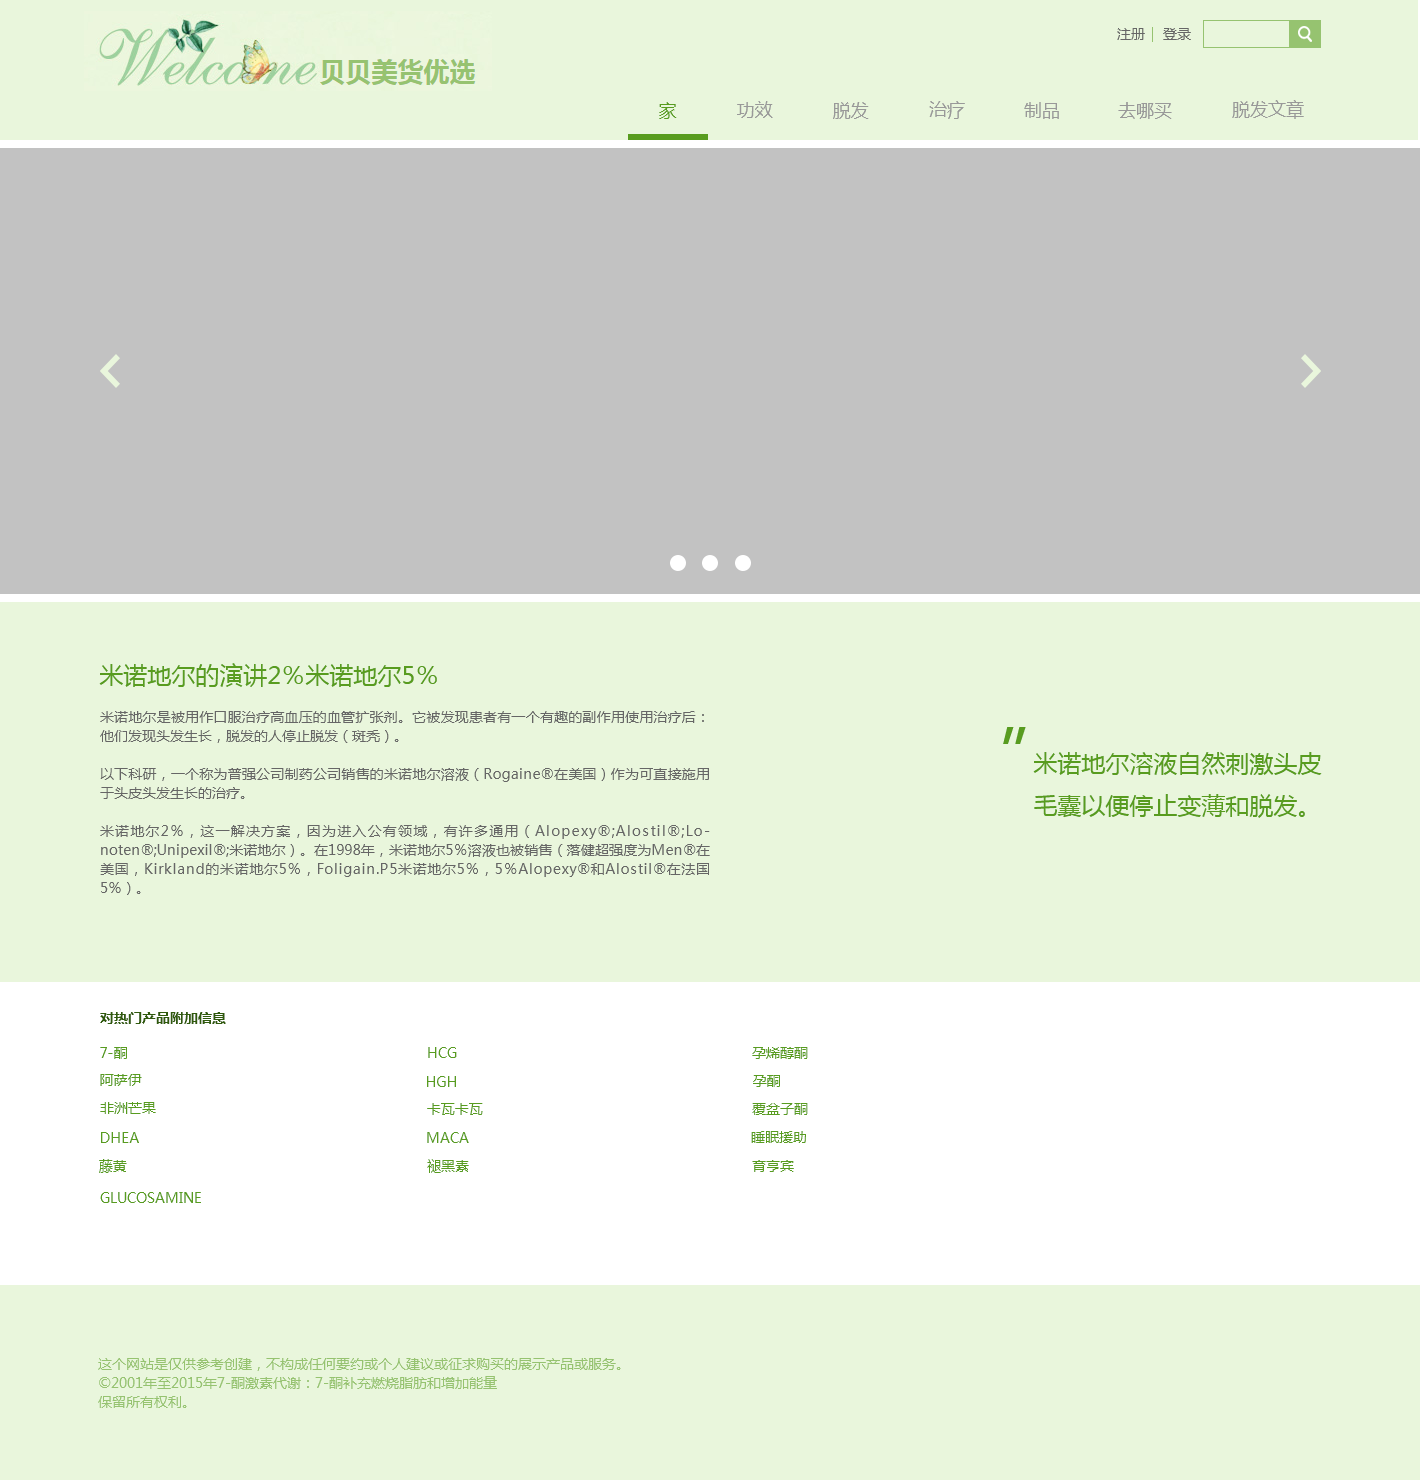 Welcome贝贝美货优选
注册 登录
家 功效 脱发 治疗 制品 去哪买 脱发文章
米诺地尔的演讲2%米诺地尔5%
米诺地尔是被用作口服治疗高血压的血管扩张剂。它被发现患者有一个有趣的副作用使用治疗后：
他们发现头发生长，脱发的人停止脱发（斑秃）。
以下科研，一个称为普强公司制药公司销售的米诺地尔溶液（Rogaine®在美国）作为可直接施用
于头皮头发生长的治疗。
米诺地尔2%，这一解决方案，因为进入公有领域，有许多通用（Alopexy®;Alostil®;Lo-
noten®;Unipexil®;米诺地尔）。在1998年，米诺地尔5%溶液也被销售（落健超强度为Men®在
美国，Kirkland的米诺地尔5%，Foligain.P5米诺地尔5%，5%Alopexy®和Alostil®在法国
5%）。
"
米诺地尔溶液自然刺激头皮
毛囊以便停止变薄和脱发。
对热门产品附加信息
7-酮
阿萨伊
非洲芒果
DHEA
藤黄
GLUCOSAMINE
HCG
HGH
卡瓦卡瓦
MACA
褪黑素
孕烯醇酮
孕酮
覆盆子酮
睡眠援助
育亨宾
这个网站是仅供参考创建，不构成任何要约或个人建议或征求购买的展示产品或服务。
©2001年至2015年7-酮激素代谢：7-酮补充燃烧脂肪和增加能量
保留所有权利。